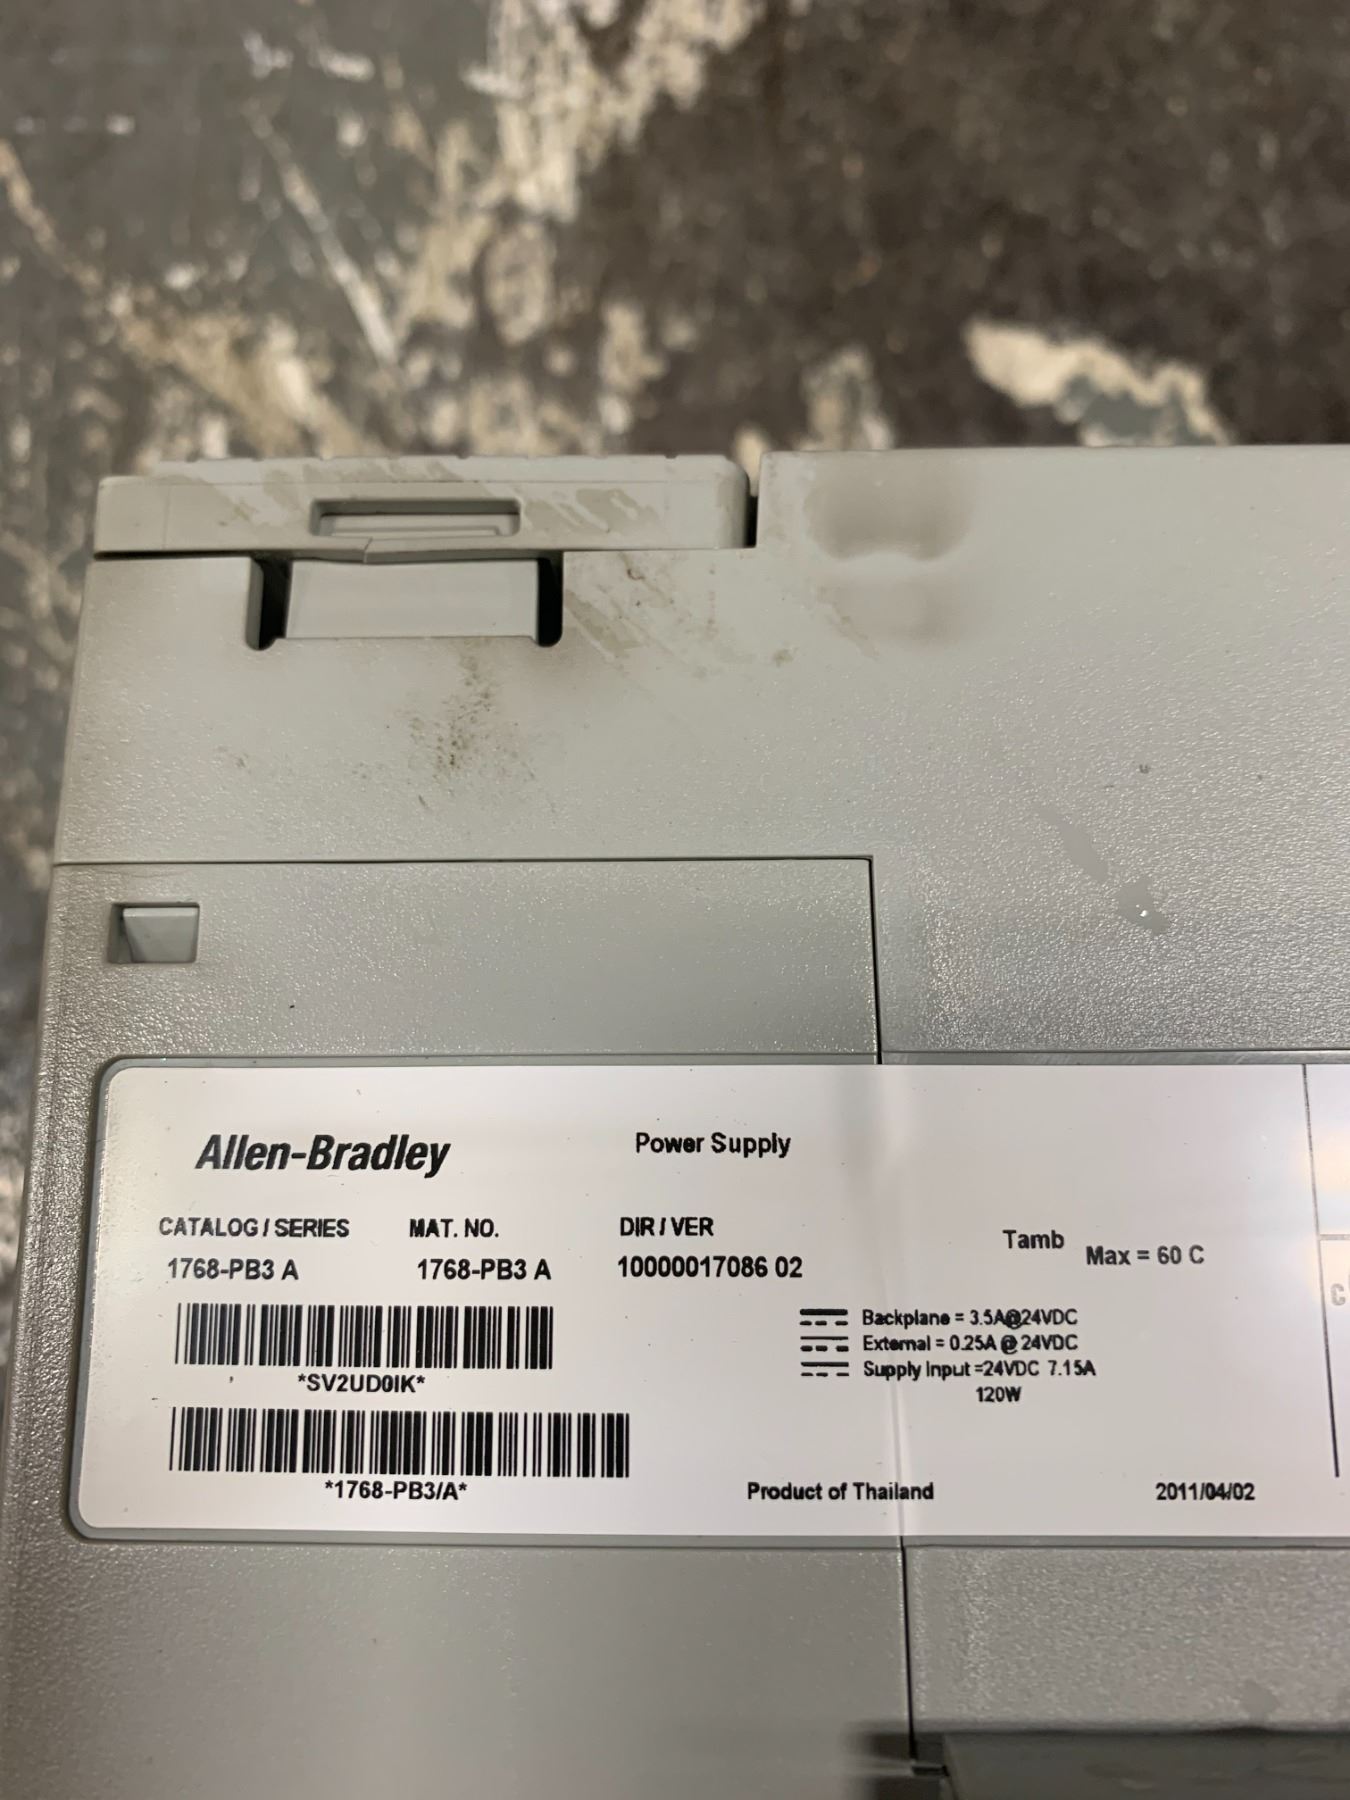 Allen-Bradley
Power Supply
CATALOG / SERIES MAT. NO. DIR / VER
1768-PB3 A 1768-PB3 A 10000017086 02
Tamb Max = 60 C
Backplane = 3.5A@24VDC
External = 0.25A @ 24VDC
Supply Input =24VDC 7.15A
120W
*SV2UD0IK*
*1768-PB3/A*
Product of Thailand 2011/04/02
C